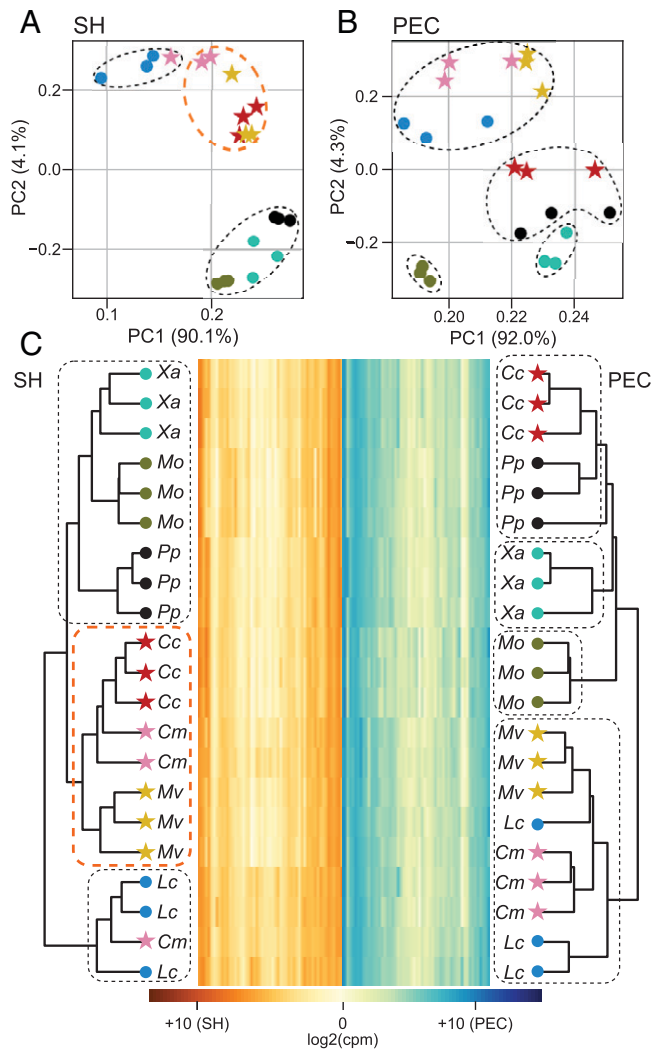 A
SH
B
PEC
PC2 (4.1%)
0.2
0.0
−0.2
0.1
0.2
PC1 (90.1%)
PC2 (4.3%)
0.2
0.0
−0.2
0.20
0.22
0.24
PC1 (92.0%)
C
SH
PEC
Xa
Xa
Xa
Mo
Mo
Mo
Pp
Pp
Pp
Cc
Cc
Cc
Cm
Cm
Mv
Mv
Mv
Lc
Lc
Cm
Lc
Cc
Cc
Cc
Pp
Pp
Pp
Xa
Xa
Xa
Mo
Mo
Mo
Mv
Mv
Mv
Lc
Cm
Cm
Cm
Lc
Lc
+10 (SH)
0
+10 (PEC)
log2(cpm)